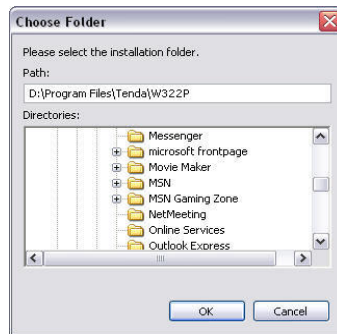 Choose Folder
Please select the installation folder.
Path:
D:\Program Files\Tenda\W322P
Directories:
Messenger
microsoft frontpage
Movie Maker
MSN
MSN Gaming Zone
NetMeeting
Online Services
Outlook Express
OK Cancel